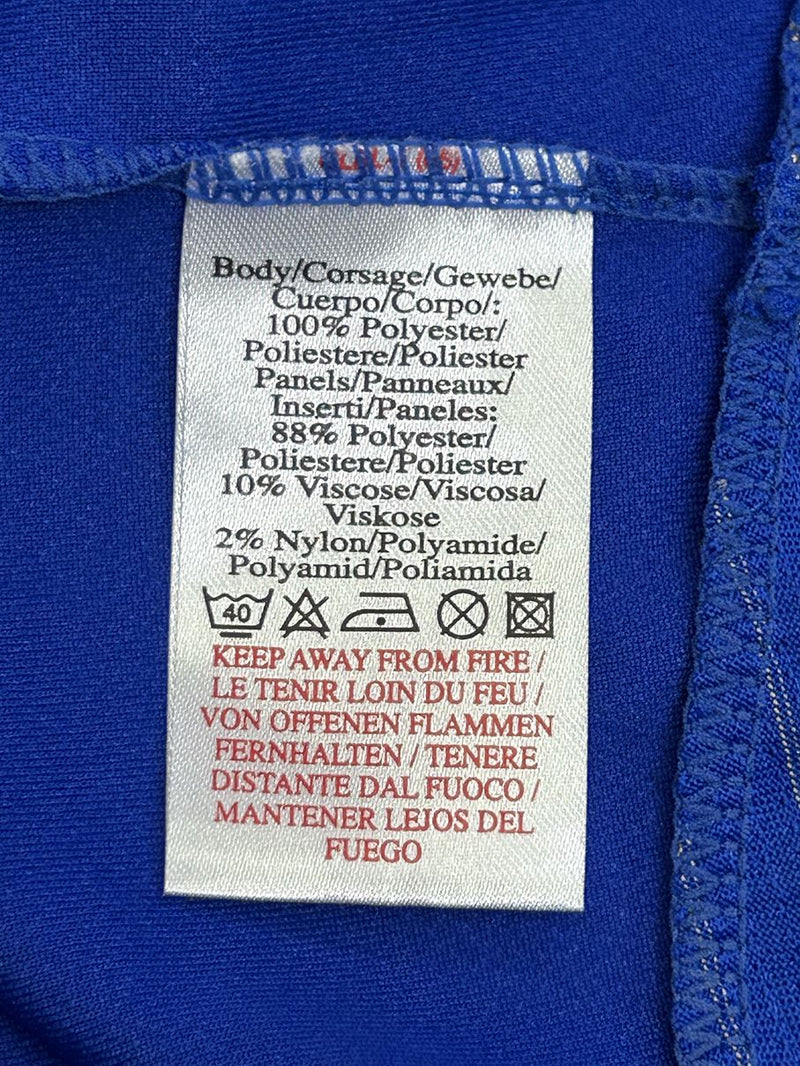 Body/Corsage/Gewebe/
Cuerpo/Corpo/:
100% Polyester/
Poliestere/Poliester
Panels/Panneaux/
Inserti/Paneles:
88% Polyester/
Poliestere/Poliester
10% Viscose/Viscosa/
Viskose
2% Nylon/Polyamide/
Polyamid/Poliamida
40
KEEP AWAY FROM FIRE /
LE TENIR LOIN DU FEU /
VON OFFENEN FLAMMEN
FERNHALTEN / TENERE
DISTANTE DAL FUOCO /
MANTENER LEJOS DEL
FUEGO